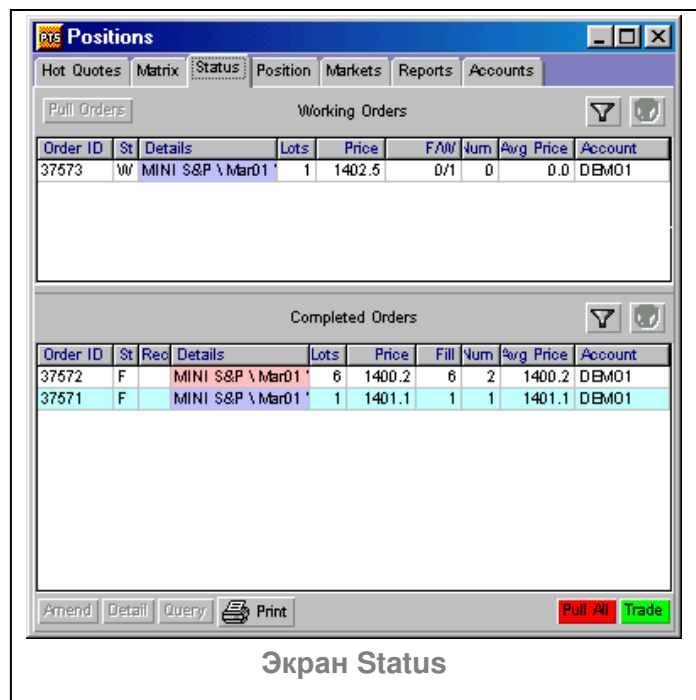 PTS Positions
Hot Quotes Matrix Status Position Markets Reports Accounts
Pull Orders Working Orders
Order ID St Details Lots Price F/W Num Avg Price Account
37573 W MINI S&P \ Mar01 ' 1 1402.5 0/1 0 0.0 DEMO1
Completed Orders
Order ID St Rec Details Lots Price Fill Num Avg Price Account
37572 F MINI S&P \ Mar01 ' 6 1400.2 6 2 1400.2 DEMO1
37571 F MINI S&P \ Mar01 ' 1 1401.1 1 1 1401.1 DEMO1
Amend Detail Query Print Pull All Trade
Экран Status